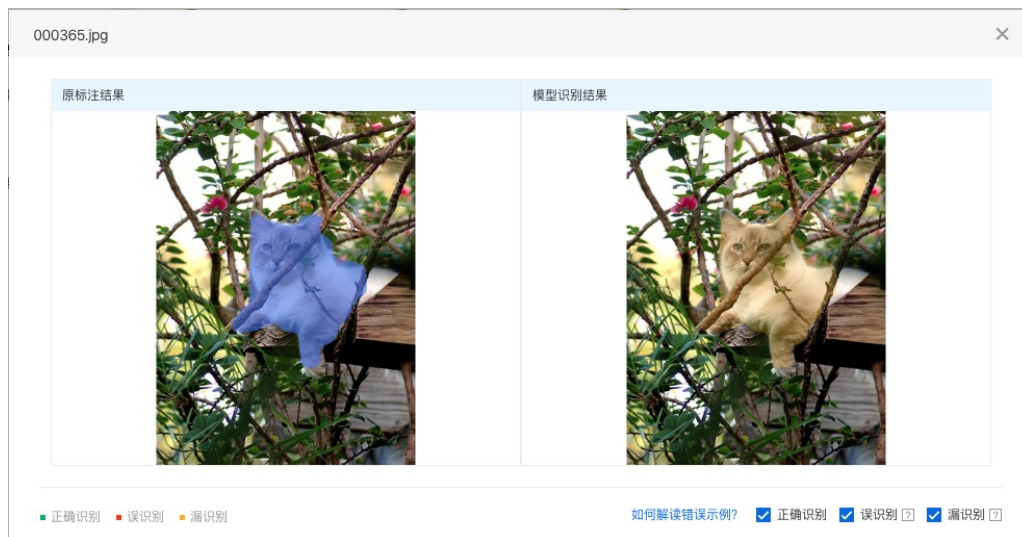 000365.jpg
原标注结果
模型识别结果
正确识别 误识别 漏识别
如何解读错误示例? 正确识别 误识别 ? 漏识别 ?